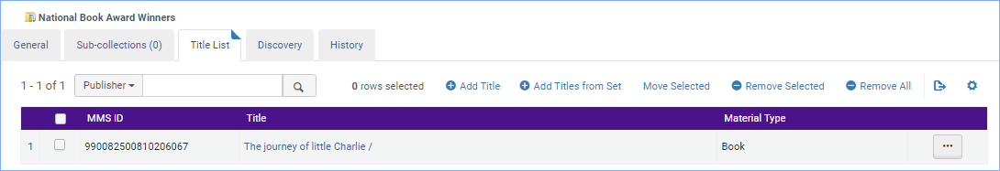 National Book Award Winners
General Sub-collections (0) Title List Discovery History
1 - 1 of 1 Publisher 0 rows selected Add Title Add Titles from Set Move Selected Remove Selected Remove All
MMS ID Title Material Type
1 990082500810206067 The journey of little Charlie / Book